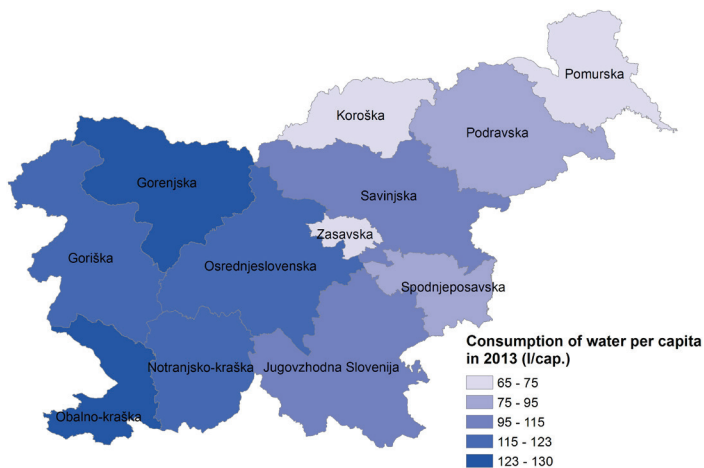 Pomurska
Koroška
Podravska
Gorenjska
Savinjska
Zasavska
Goriška
Osrednjeslovenska
Spodnjeposavska
Notranjsko-kraška
Jugovzhodna Slovenija
Obalno-kraška
Consumption of water per capita
in 2013 (l/cap.)
65 - 75
75 - 95
95 - 115
115 - 123
123 - 130